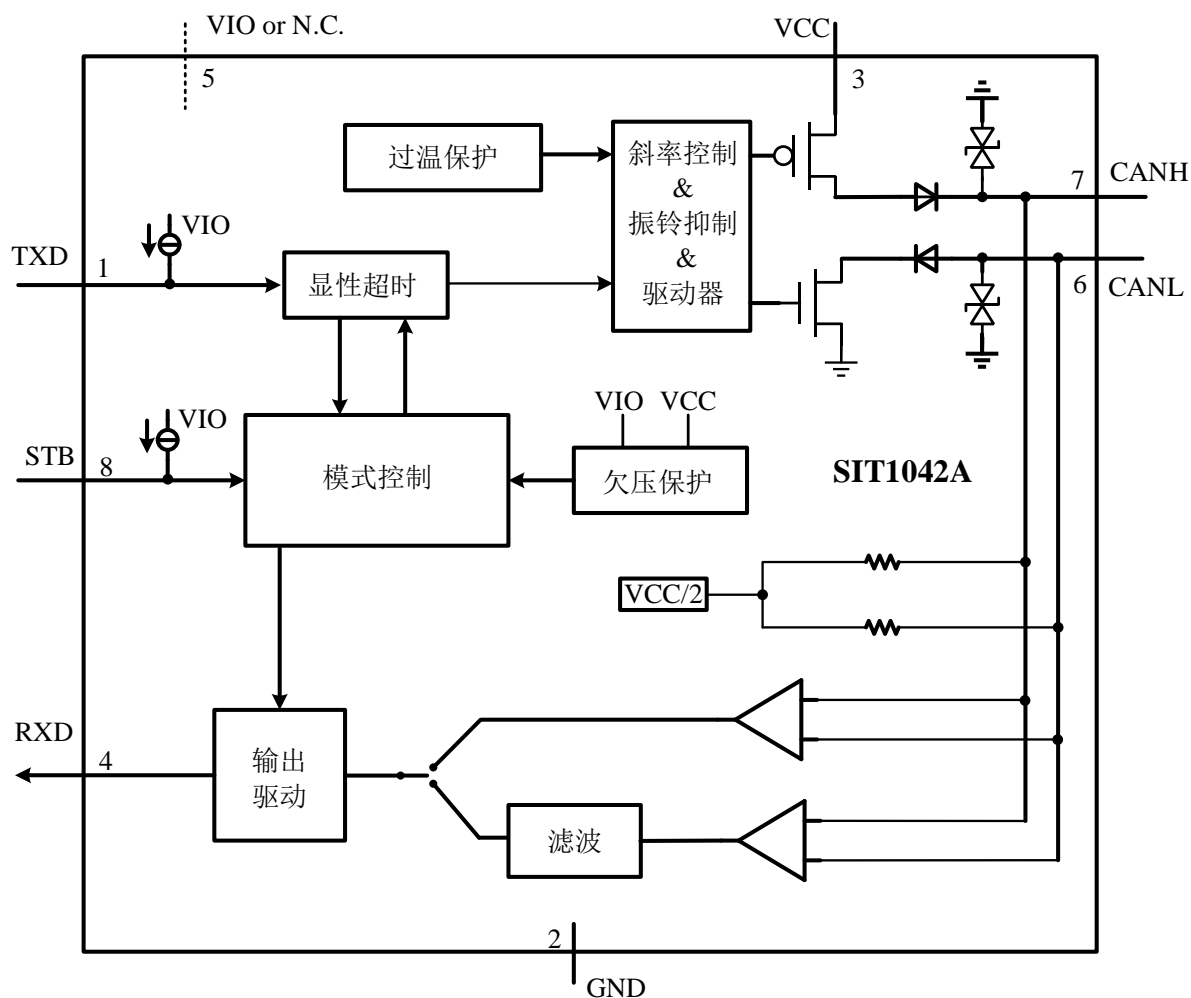 VIO or N.C.
VCC
5
3
过温保护
斜率控制
&
振铃抑制
&
驱动器
7
CANH
VIO
TXD
1
显性超时
6
CANL
VIO
VIO
VCC
STB
8
模式控制
欠压保护
SIT1042A
VCC/2
RXD
4
输出
驱动
滤波
2
GND